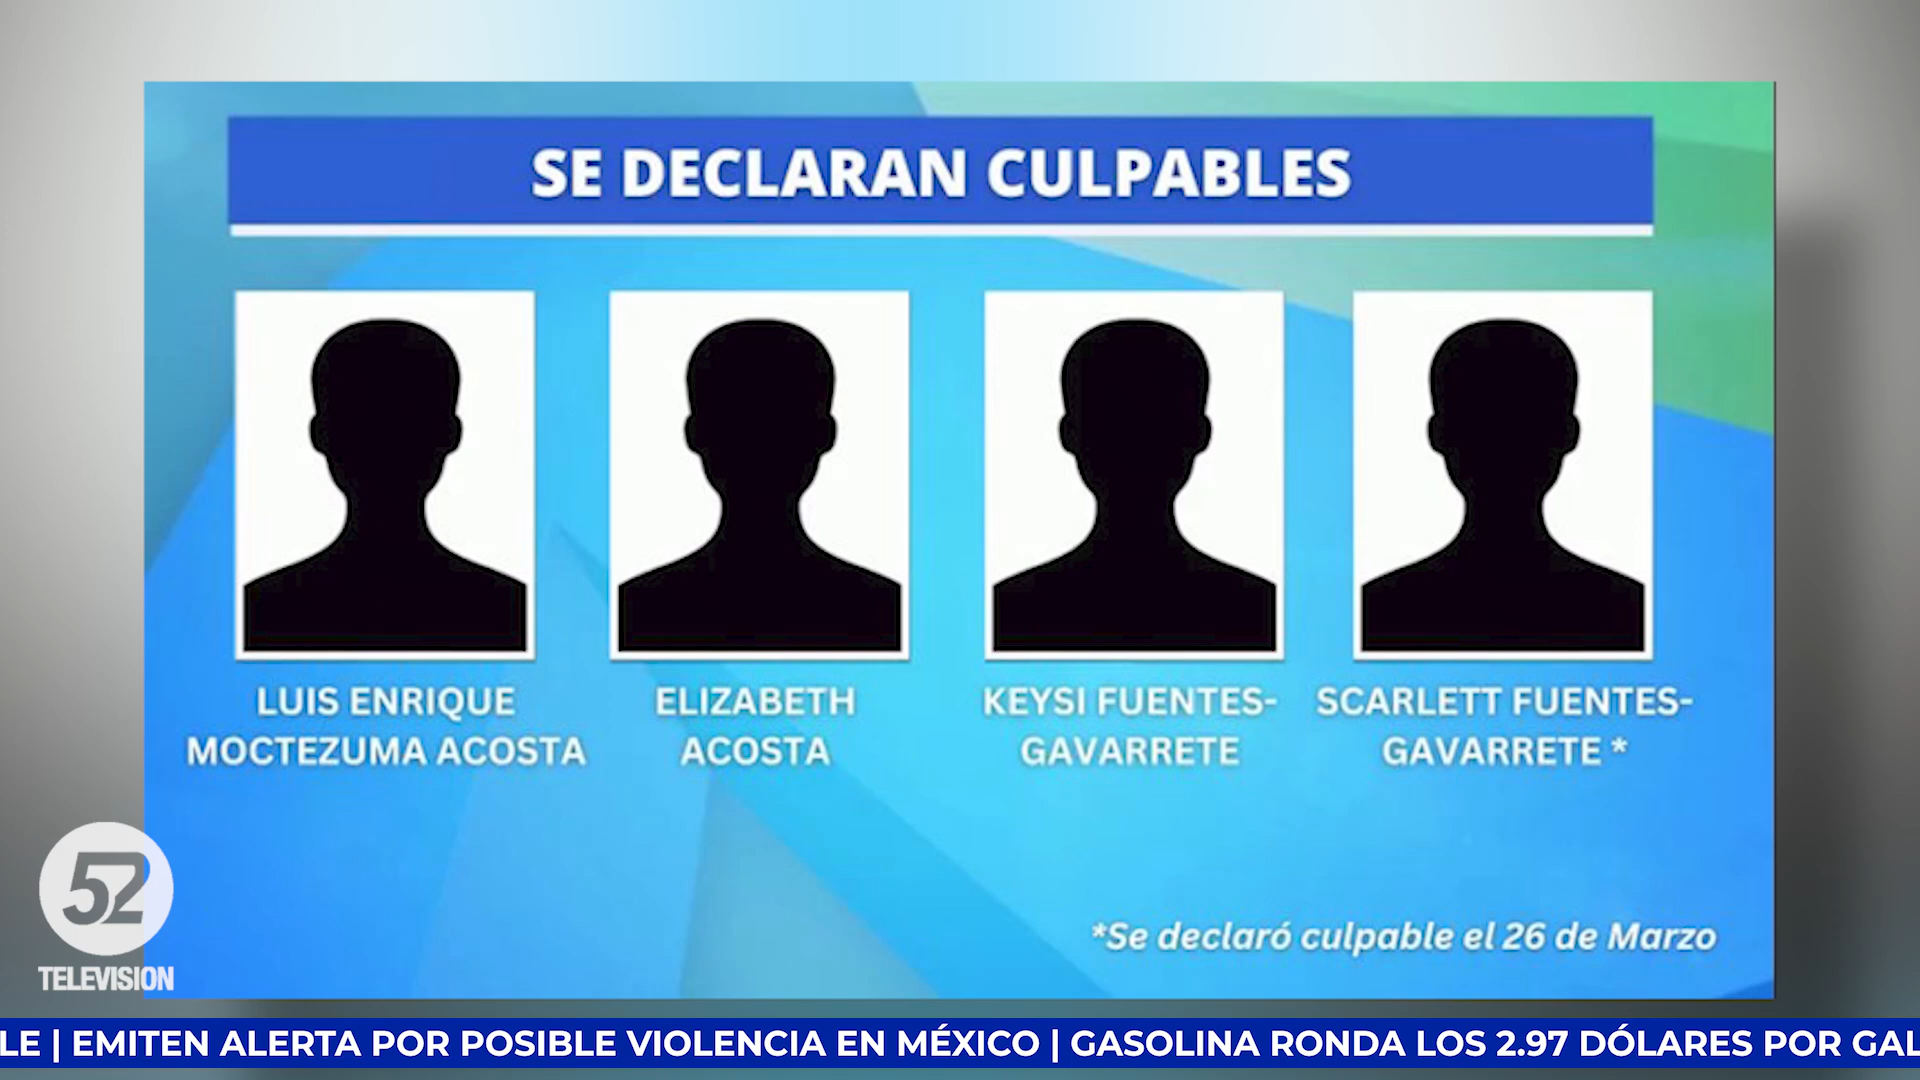 SE DECLARAN CULPABLES
LUIS ENRIQUE
MOCTEZUMA ACOSTA
ELIZABETH
ACOSTA
KEYSI FUENTES-
GAVARRETE
SCARLETT FUENTES-
GAVARRETE *
*Se declaró culpable el 26 de Marzo
52
TELEVISION
LE | EMITEN ALERTA POR POSIBLE VIOLENCIA EN MÉXICO | GASOLINA RONDA LOS 2.97 DÓLARES POR GAL